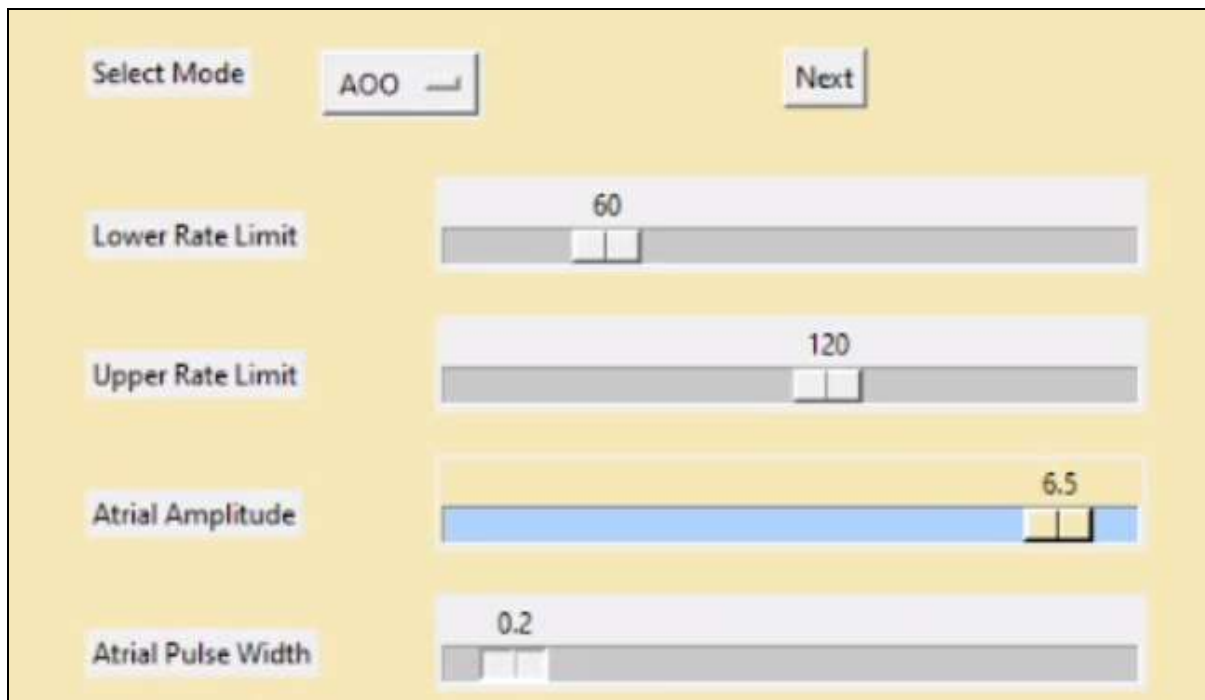 Select Mode AOO Next
60
Lower Rate Limit
120
Upper Rate Limit
6.5
Atrial Amplitude
0.2
Atrial Pulse Width